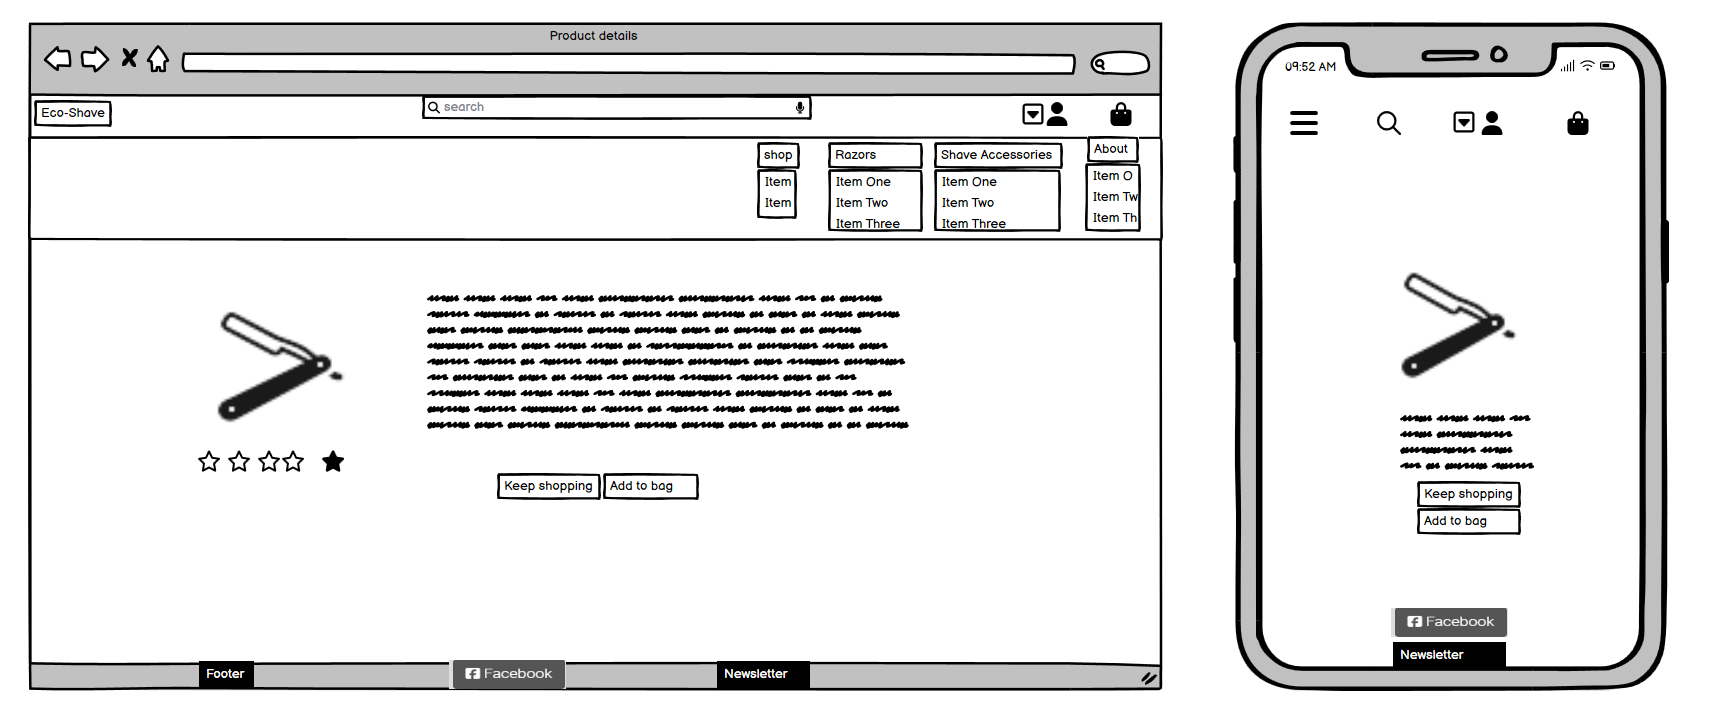 Product details
Eco-Shave
search
shop
Item
Item
Razors
Item One
Item Two
Item Three
Shave Accessories
Item One
Item Two
Item Three
About
Item O
Item Tw
Item Th
Keep shopping
Add to bag
Footer
Facebook
Newsletter
09:52 AM
Keep shopping
Add to bag
Facebook
Newsletter